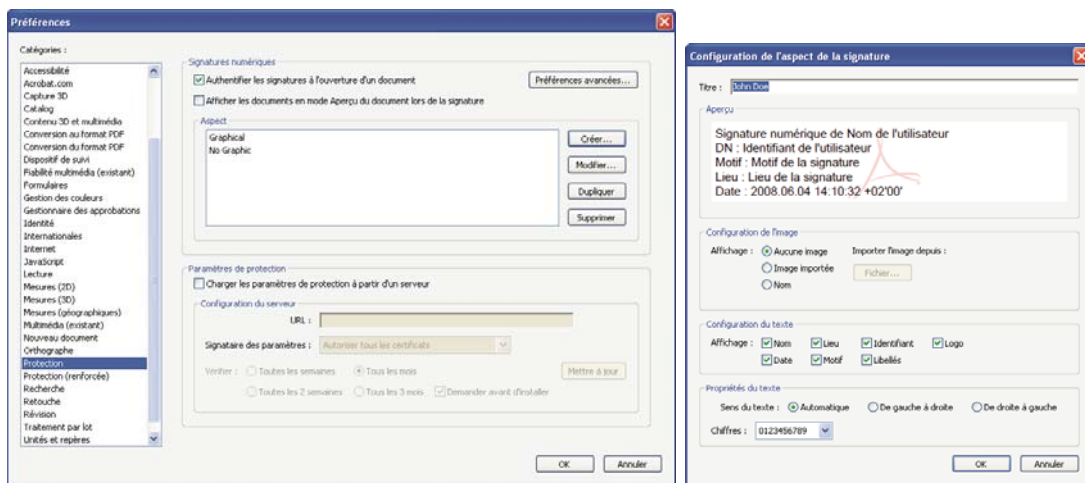 Préférences
Catégories :
Accessibilité
Acrobat.com
Capture 3D
Catalog
Contenu 3D et multimédia
Conversion au format PDF
Conversion du format PDF
Dispositif de suivi
Fiabilité multimédia (existant)
Formulaires
Gestion des couleurs
Gestionnaire des approbations
Identité
Internationales
Internet
JavaScript
Lecture
Mesures (2D)
Mesures (3D)
Mesures (géographiques)
Multimédia (existant)
Nouveau document
Orthographe
Protection
Protection (renforcée)
Recherche
Retouche
Révision
Traitement par lot
Unités et repères
Signatures numériques
Authentifier les signatures à l'ouverture d'un document
Préférences avancées...
Afficher les documents en mode Aperçu du document lors de la signature
Aspect
Graphical
No Graphic
Créer...
Modifier...
Dupliquer
Supprimer
Paramètres de protection
Charger les paramètres de protection à partir d'un serveur
Configuration du serveur
URL :
Signataire des paramètres : Autoriser tous les certificats
Vérifier : Toutes les semaines Tous les mois Mettre à jour
Toutes les 2 semaines Tous les 3 mois Demander avant d'installer
OK Annuler
Configuration de l'aspect de la signature
Titre : John Doe
Aperçu
Signature numérique de Nom de l'utilisateur
DN : Identifiant de l'utilisateur
Motif : Motif de la signature
Lieu : Lieu de la signature
Date : 2008.06.04 14:10:32 +02'00'
Configuration de l'image
Affichage : Aucune image Importer l'image depuis :
Image importée Fichier...
Nom
Configuration du texte
Affichage : Nom Lieu Identifiant Logo
Date Motif Libellés
Propriétés du texte
Sens du texte : Automatique De gauche à droite De droite à gauche
Chiffres : 0123456789
OK Annuler